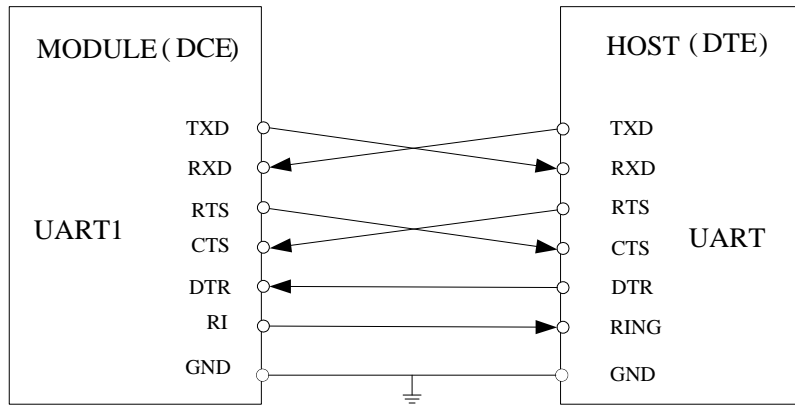 MODULE ( DCE)
HOST (DTE)
TXD
RXD
RTS
UART1
CTS
DTR
RI
GND
TXD
RXD
RTS
CTS
UART
DTR
RING
GND